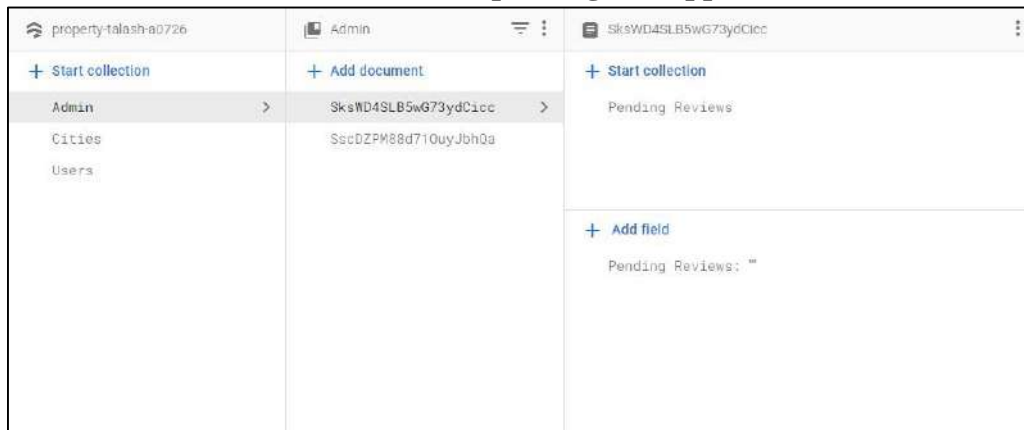 property-talash-a0726
Admin
SksWD4SLB5wG73ydCicc
+ Start collection
+ Add document
+ Start collection
Admin
SksWD4SLB5wG73ydCicc
Pending Reviews
Cities
SscDZPM88d71OuyJbhQa
Users
+ Add field
Pending Reviews: ""